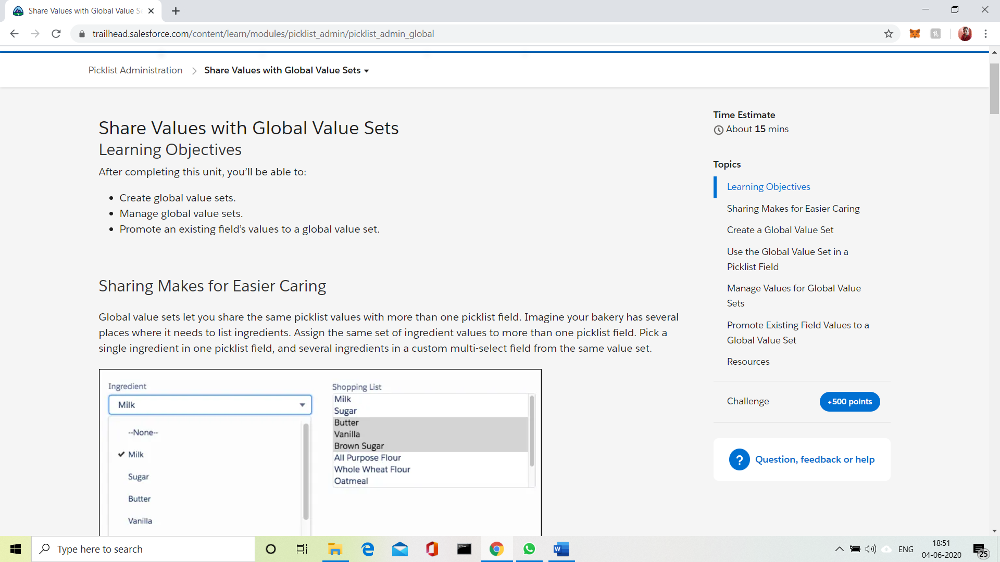 Share Values with Global Value S
trailhead.salesforce.com/content/learn/modules/picklist_admin/picklist_admin_global
Picklist Administration
Share Values with Global Value Sets
Share Values with Global Value Sets
Learning Objectives
After completing this unit, you’ll be able to:
Create global value sets.
Manage global value sets.
Promote an existing field’s values to a global value set.
Sharing Makes for Easier Caring
Global value sets let you share the same picklist values with more than one picklist field. Imagine your bakery has several
places where it needs to list ingredients. Assign the same set of ingredient values to more than one picklist field. Pick a
single ingredient in one picklist field, and several ingredients in a custom multi-select field from the same value set.
Ingredient
Milk
--None--
Milk
Sugar
Butter
Vanilla
Shopping List
Milk
Sugar
Butter
Vanilla
Brown Sugar
All Purpose Flour
Whole Wheat Flour
Oatmeal
Time Estimate
About 15 mins
Topics
Learning Objectives
Sharing Makes for Easier Caring
Create a Global Value Set
Use the Global Value Set in a
Picklist Field
Manage Values for Global Value
Sets
Promote Existing Field Values to a
Global Value Set
Resources
Challenge
+500 points
? Question, feedback or help
Type here to search
ENG
18:51
04-06-2020
25